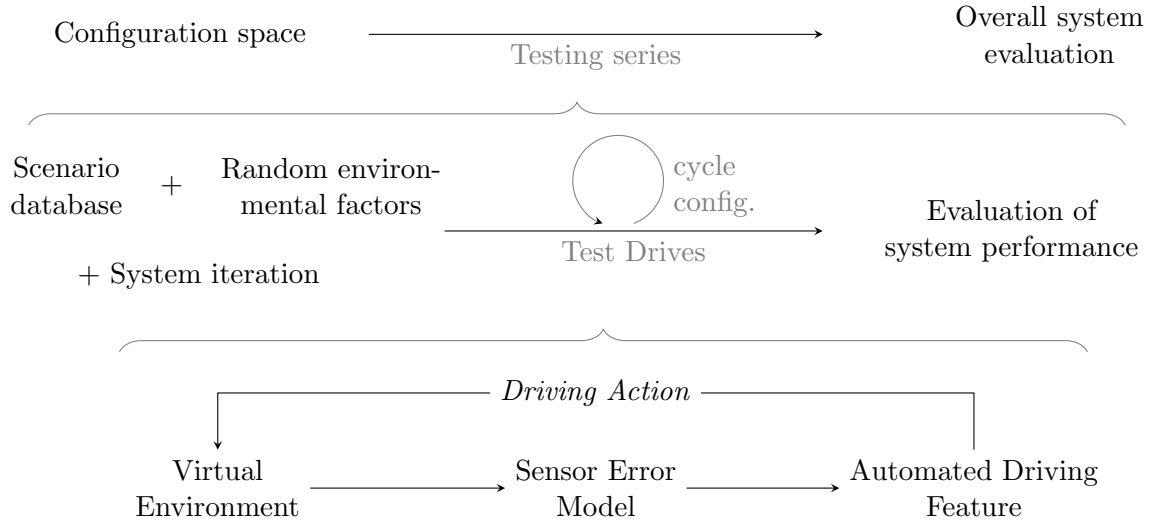 Configuration space
Testing series
Overall system
evaluation
Scenario
database
+
Random environ-
mental factors
+ System iteration
cycle
config.
Test Drives
Evaluation of
system performance
Driving Action
Virtual
Environment
Sensor Error
Model
Automated Driving
Feature